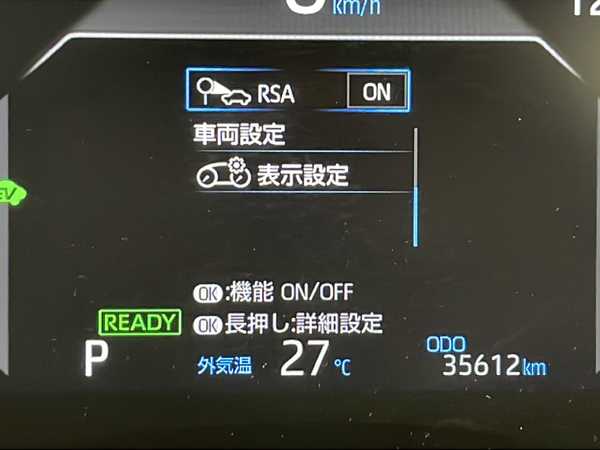 km/h
12
RSA ON
車両設定
表示設定
EV
OK:機能 ON/OFF
READY
OK長押し:詳細設定
P
外気温 27℃
ODO
35612km